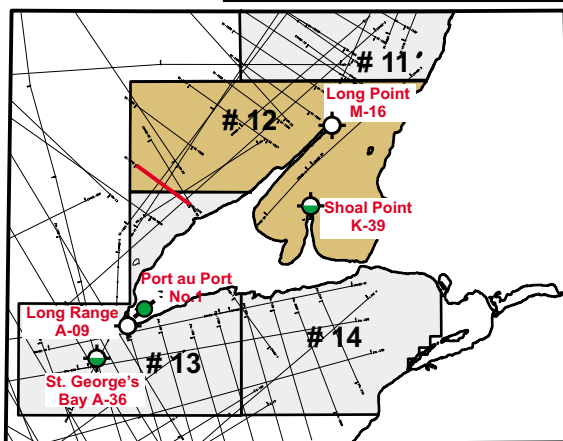 # 11
Long Point
M-16
# 12
Shoal Point
K-39
Port au Port
No.1
Long Range
A-09
# 14
# 13
St. George's
Bay A-36